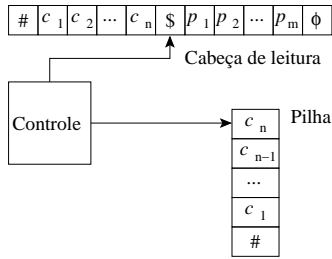 # c 1 c 2 ... c n $ p 1 p 2 ... p m ϕ
Cabeça de leitura
Controle
Pilha
c n
c n−1
...
c 1
#